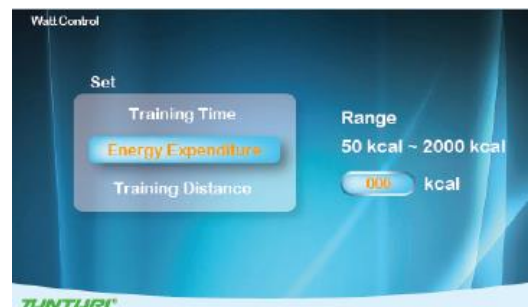 Watt Control
Set
Training Time
Energy Expenditure
Training Distance
Range
50 kcal ~ 2000 kcal
000 kcal
TUNTURI®